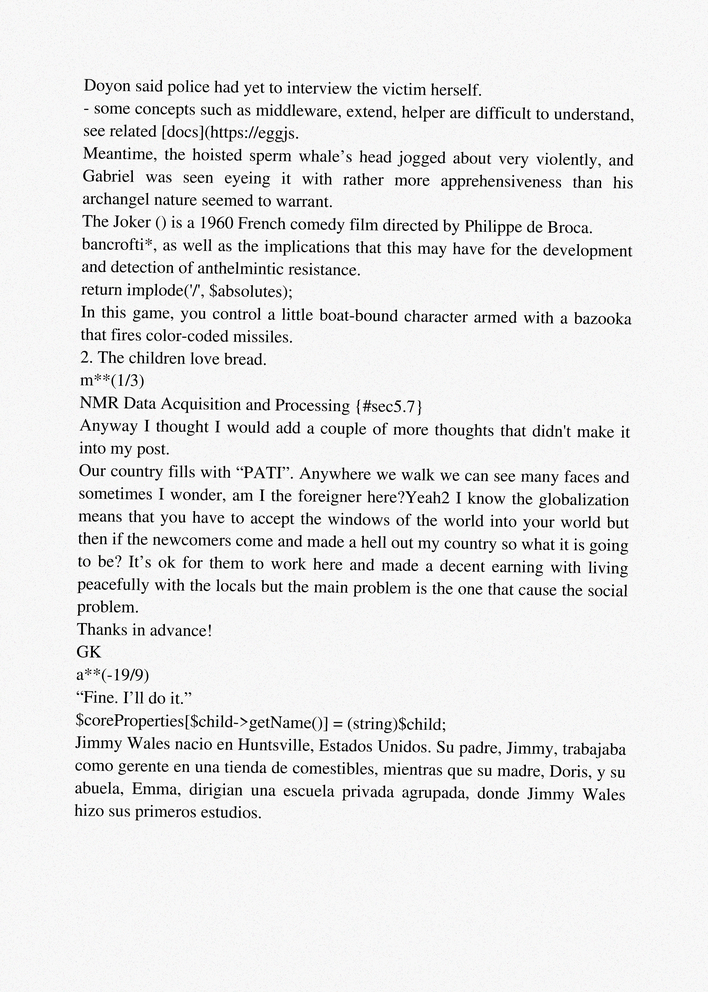 Doyon said police had yet to interview the victim herself.
- some concepts such as middleware, extend, helper are difficult to understand,
see related [docs](https://eggjs.
Meantime, the hoisted sperm whale’s head jogged about very violently, and
Gabriel was seen eyeing it with rather more apprehensiveness than his
archangel nature seemed to warrant.
The Joker () is a 1960 French comedy film directed by Philippe de Broca.
bancrofti*, as well as the implications that this may have for the development
and detection of anthelmintic resistance.
return implode('/', $absolutes);
In this game, you control a little boat-bound character armed with a bazooka
that fires color-coded missiles.
2. The children love bread.
m**(1/3)
NMR Data Acquisition and Processing {#sec5.7}
Anyway I thought I would add a couple of more thoughts that didn't make it
into my post.
Our country fills with “PATI”. Anywhere we walk we can see many faces and
sometimes I wonder, am I the foreigner here?Yeah2 I know the globalization
means that you have to accept the windows of the world into your world but
then if the newcomers come and made a hell out my country so what it is going
to be? It’s ok for them to work here and made a decent earning with living
peacefully with the locals but the main problem is the one that cause the social
problem.
Thanks in advance!
GK
a**(-19/9)
“Fine. I’ll do it.”
$coreProperties[$child->getName()] = (string)$child;
Jimmy Wales nacio en Huntsville, Estados Unidos. Su padre, Jimmy, trabajaba
como gerente en una tienda de comestibles, mientras que su madre, Doris, y su
abuela, Emma, dirigian una escuela privada agrupada, donde Jimmy Wales
hizo sus primeros estudios.